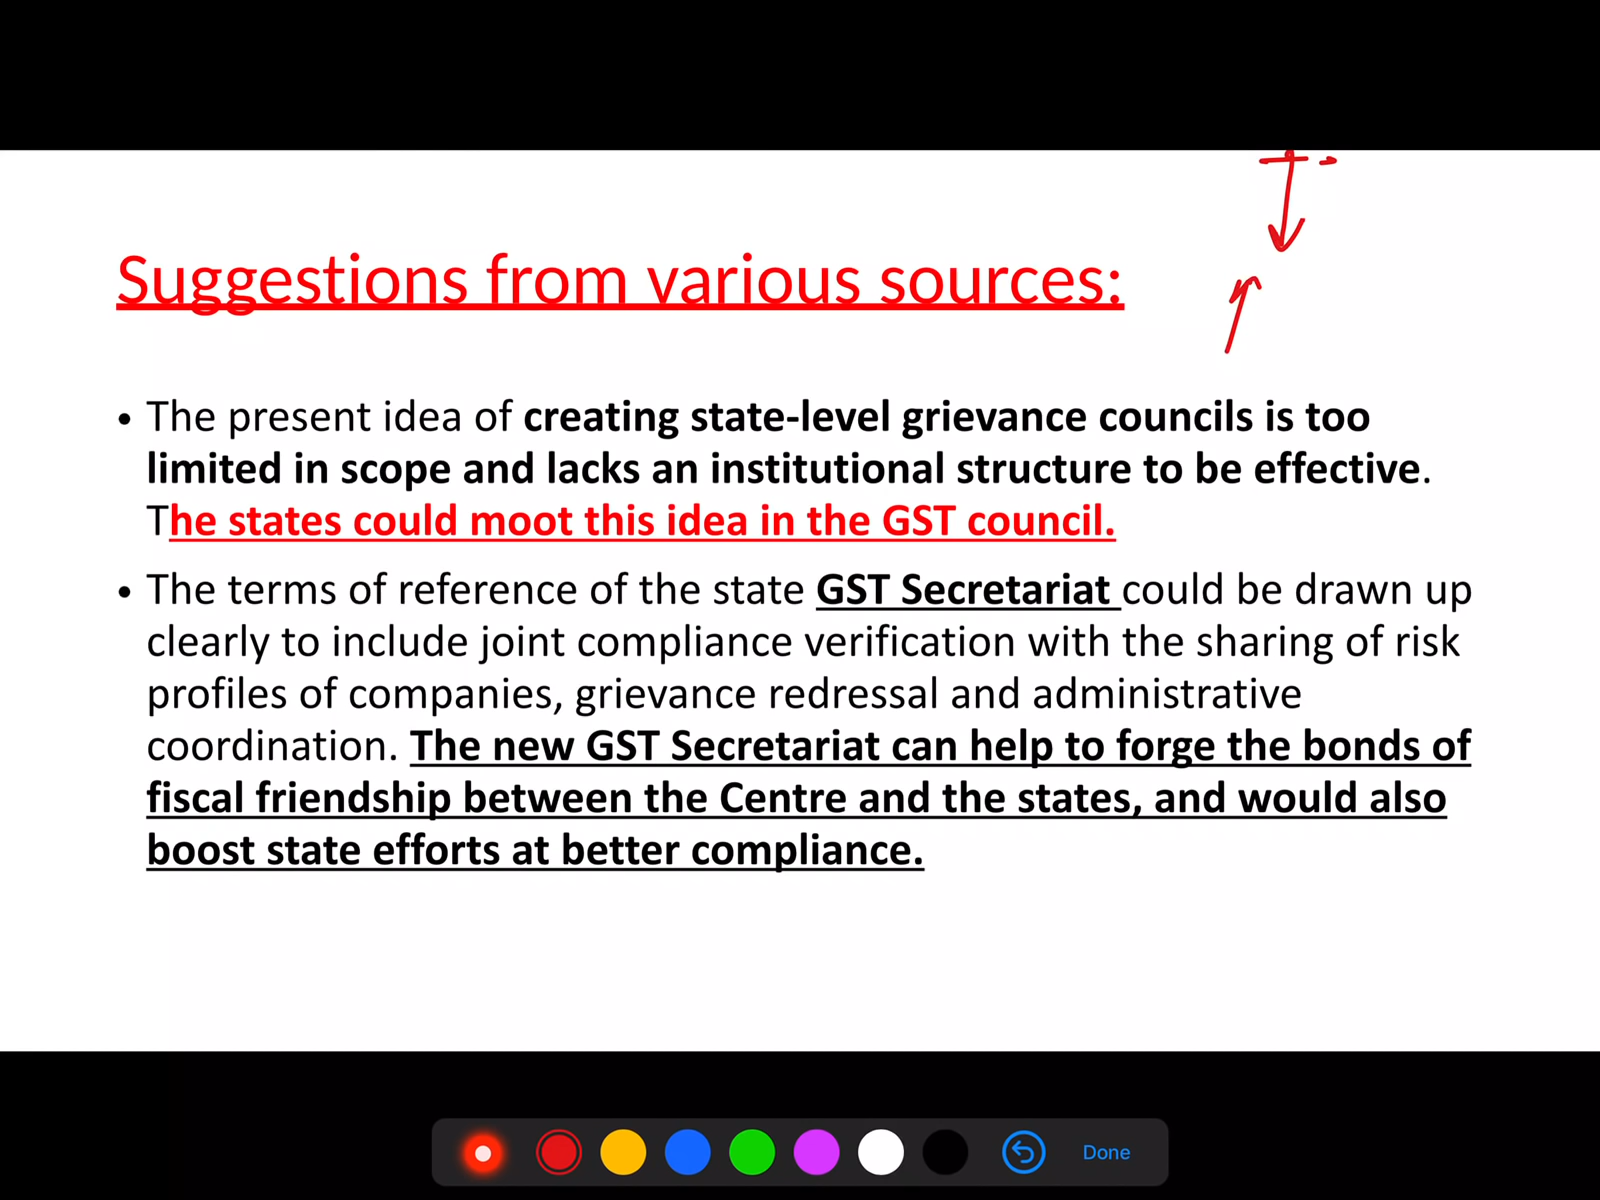 Suggestions from various sources:
• The present idea of creating state-level grievance councils is too
limited in scope and lacks an institutional structure to be effective.
The states could moot this idea in the GST council.
• The terms of reference of the state GST Secretariat could be drawn up
clearly to include joint compliance verification with the sharing of risk
profiles of companies, grievance redressal and administrative
coordination. The new GST Secretariat can help to forge the bonds of
fiscal friendship between the Centre and the states, and would also
boost state efforts at better compliance.
Done